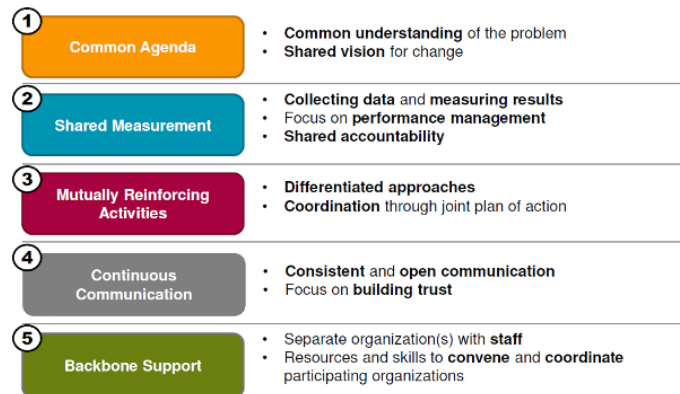 1
Common Agenda
• Common understanding of the problem
• Shared vision for change
2
Shared Measurement
• Collecting data and measuring results
• Focus on performance management
• Shared accountability
3
Mutually Reinforcing
Activities
• Differentiated approaches
• Coordination through joint plan of action
4
Continuous
Communication
• Consistent and open communication
• Focus on building trust
5
Backbone Support
• Separate organization(s) with staff
• Resources and skills to convene and coordinate
participating organizations